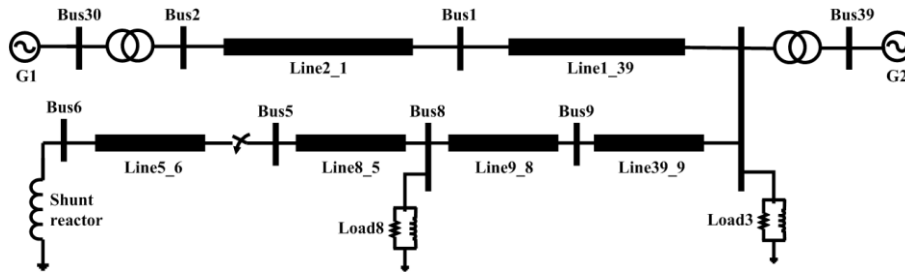 Bus30 Bus2 Bus1 Bus39
G1 Line2_1 Line1_39 G2
Bus6 Bus5 Bus8 Bus9
Line5_6 Line8_5 Line9_8 Line39_9
Shunt
reactor
Load8 Load3